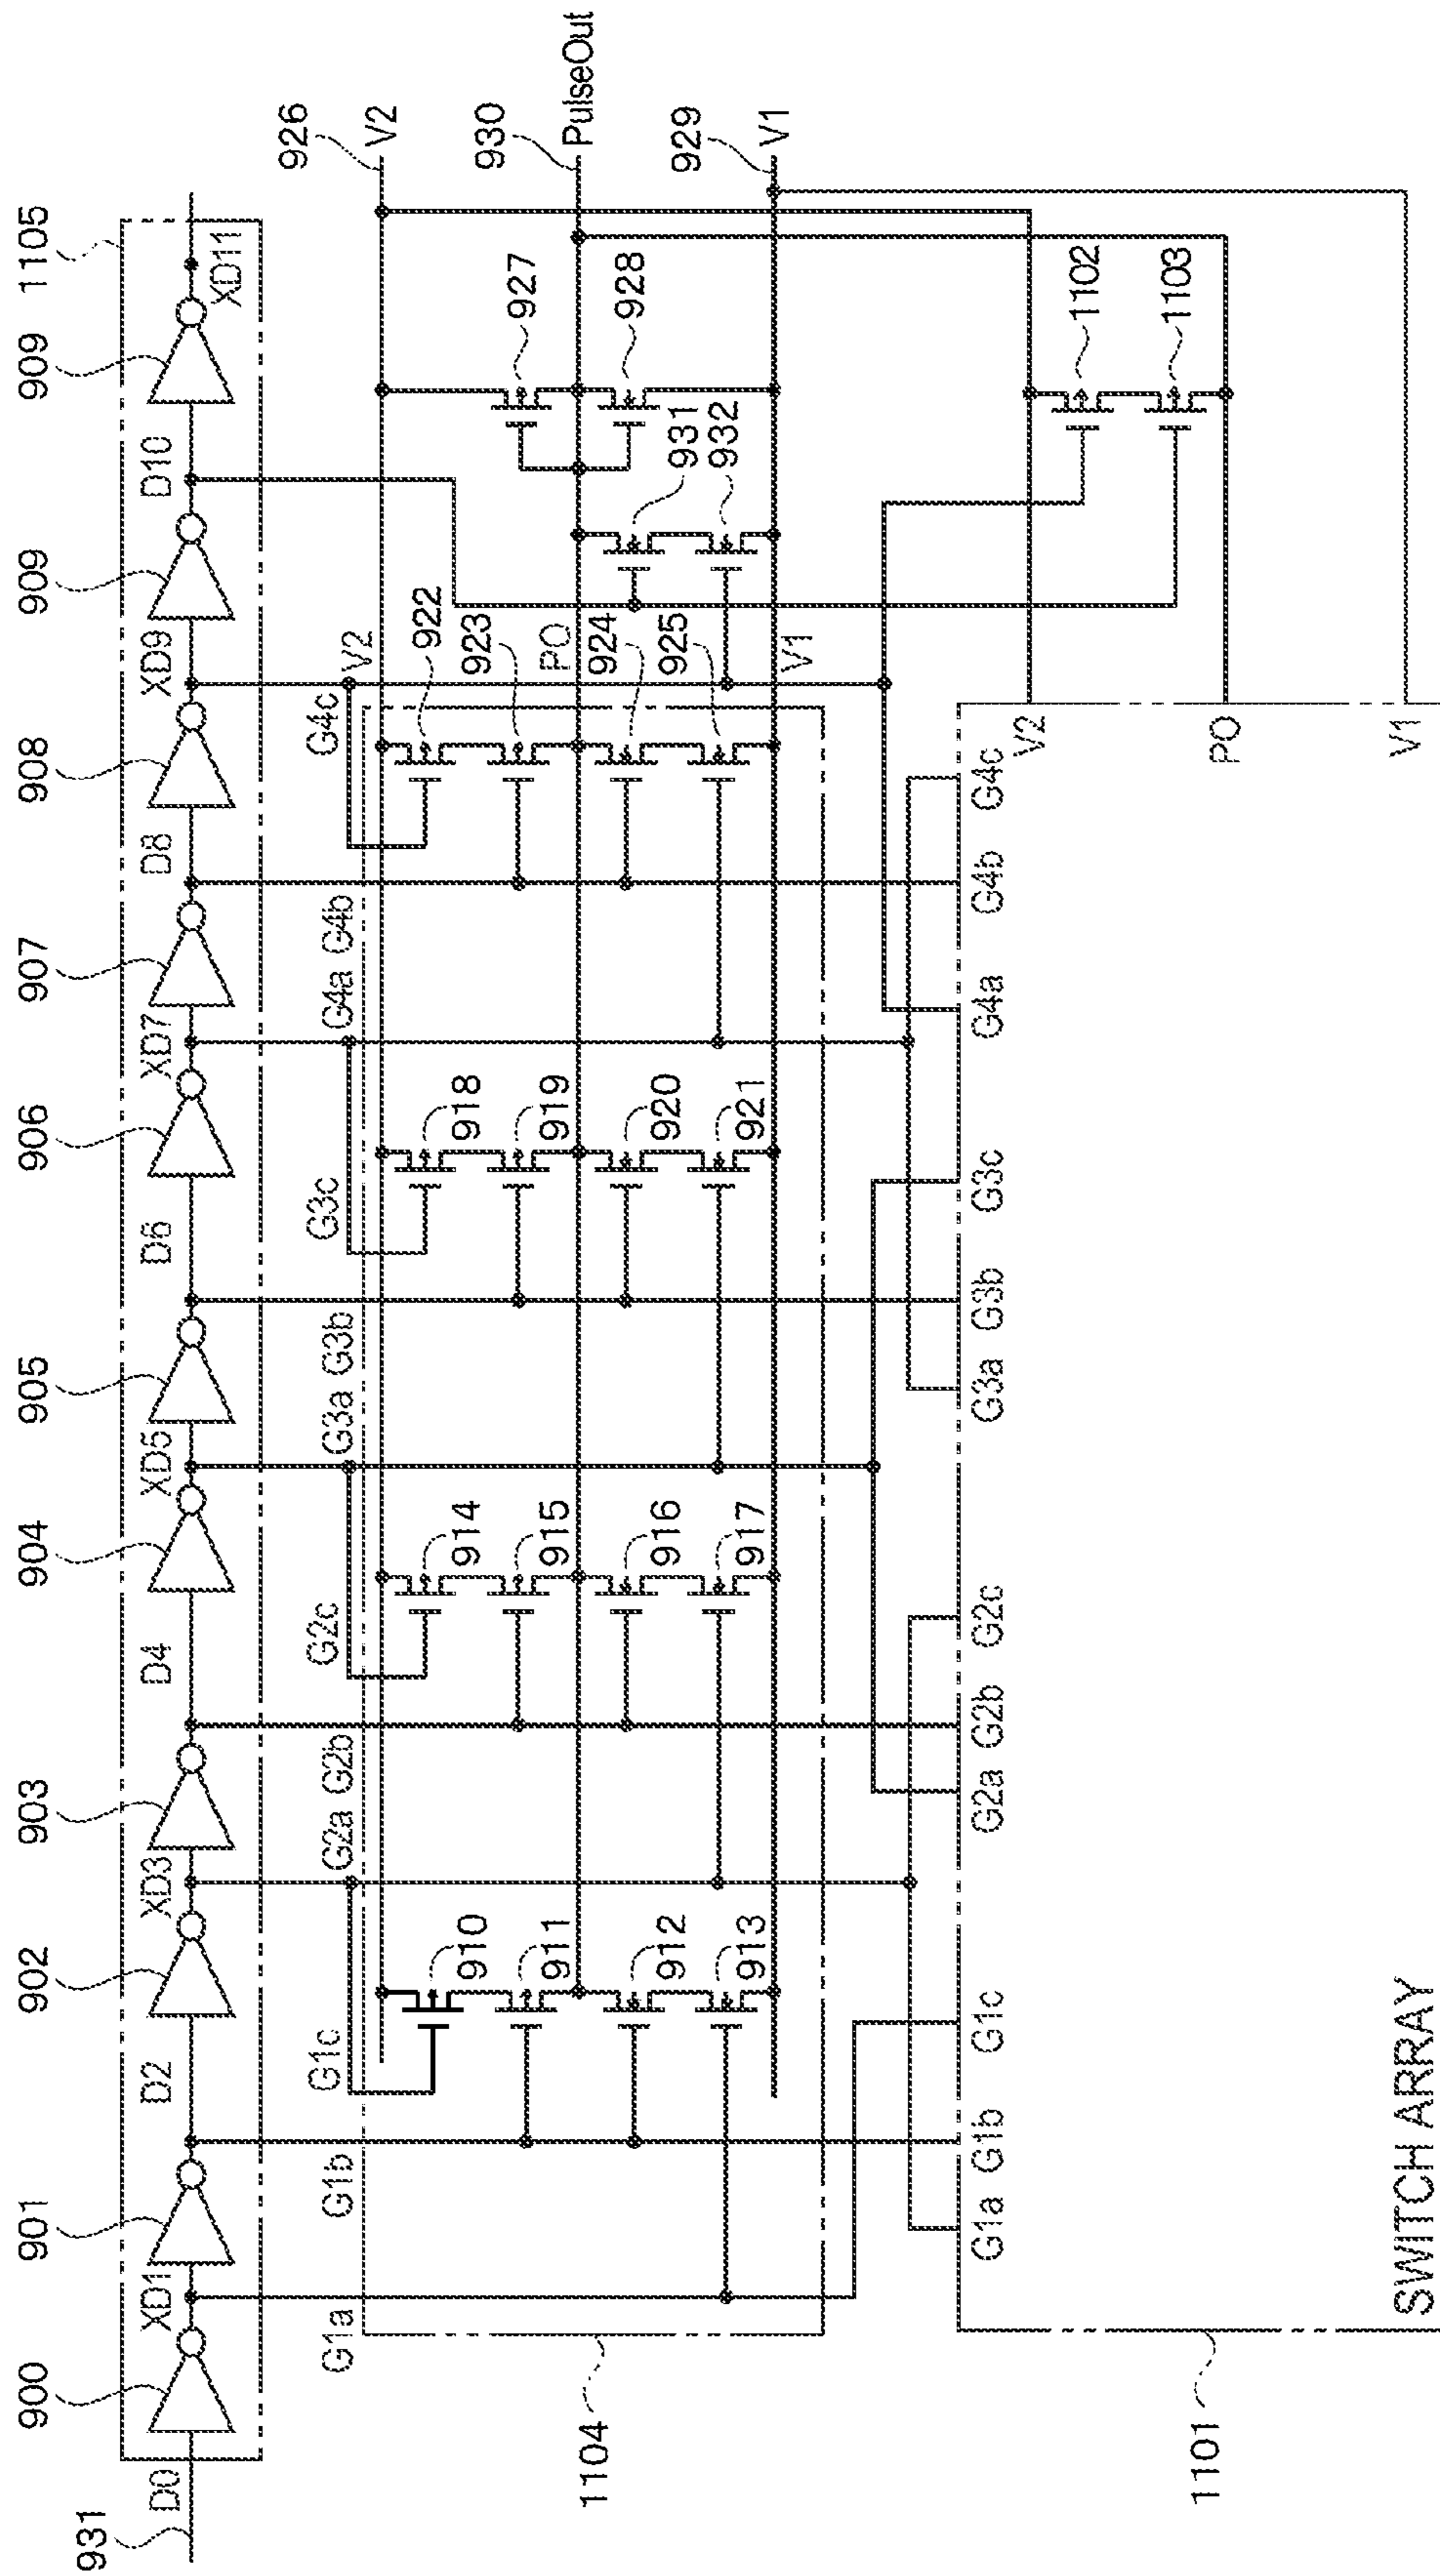 931
D0
900
XD1
901
D2
902
XD3
903
D4
904
XD5
905
D6
906
XD7
907
D8
908
XD9
909
D10
909
XD11
1105
G1a
G1b
G1c
G2a
G2b
G2c
G3a
G3b
G3c
G4a
G4b
G4c
V2
926
V2
910
911
912
913
914
915
916
917
918
919
920
921
922
923
PO
924
925
V1
927
928
931
932
930
PulseOut
929
V1
1104
1102
1103
1101
G1a
G1b
G1c
G2a
G2b
G2c
G3a
G3b
G3c
G4a
G4b
G4c
V2
PO
V1
SWITCH ARRAY